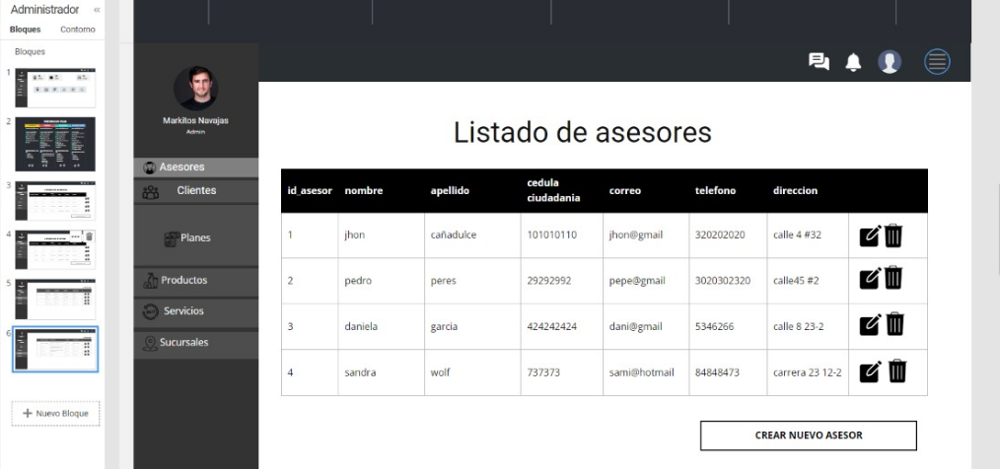 Administrador «
Bloques Contorno
Bloques
1
2
3
4
5
6
+ Nuevo Bloque
Markitos Navajas
Admin
Asesores
Clientes
Planes
Productos
Servicios
Sucursales
Listado de asesores
id_asesor nombre apellido cedula ciudadania correo telefono direccion
1 jhon cañadulce 101010110 jhon@gmail 320202020 calle 4 #32
2 pedro peres 29292992 pepe@gmail 3020302320 calle45 #2
3 daniela garcia 424242424 dani@gmail 5346266 calle 8 23-2
4 sandra wolf 737373 sami@hotmail 84848473 carrera 23 12-2
CREAR NUEVO ASESOR